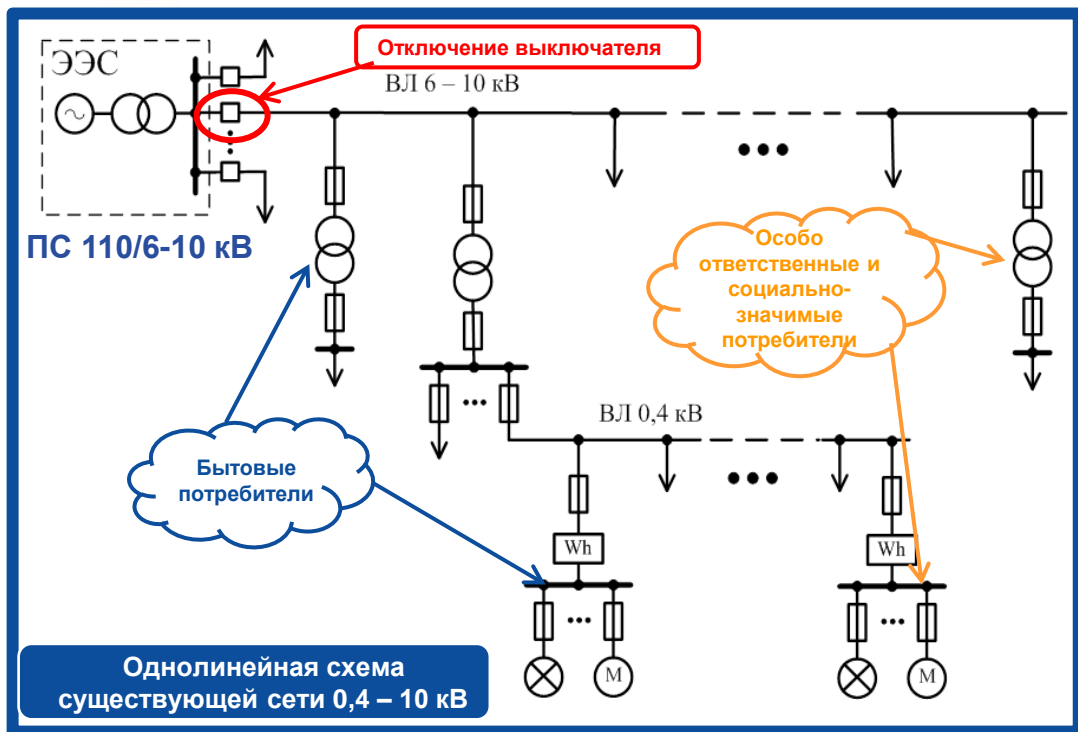 ЭЭС
Отключение выключателя
ВЛ 6 – 10 кВ
ПС 110/6-10 кВ
Особо
ответственные и
социально-
значимые
потребители
ВЛ 0,4 кВ
Бытовые
потребители
Wh
Wh
M
M
Однолинейная схема
существующей сети 0,4 – 10 кВ